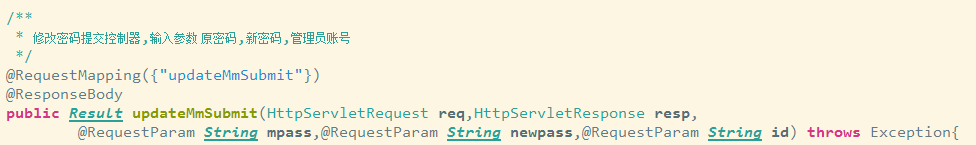 /**
 * 修改密码提交控制器,输入参数 原密码,新密码,管理员账号
 */
@RequestMapping({"updateMmSubmit"})
@ResponseBody
public Result updateMmSubmit(HttpServletRequest req,HttpServletResponse resp,
        @RequestParam String mpass,@RequestParam String newpass,@RequestParam String id) throws Exception{